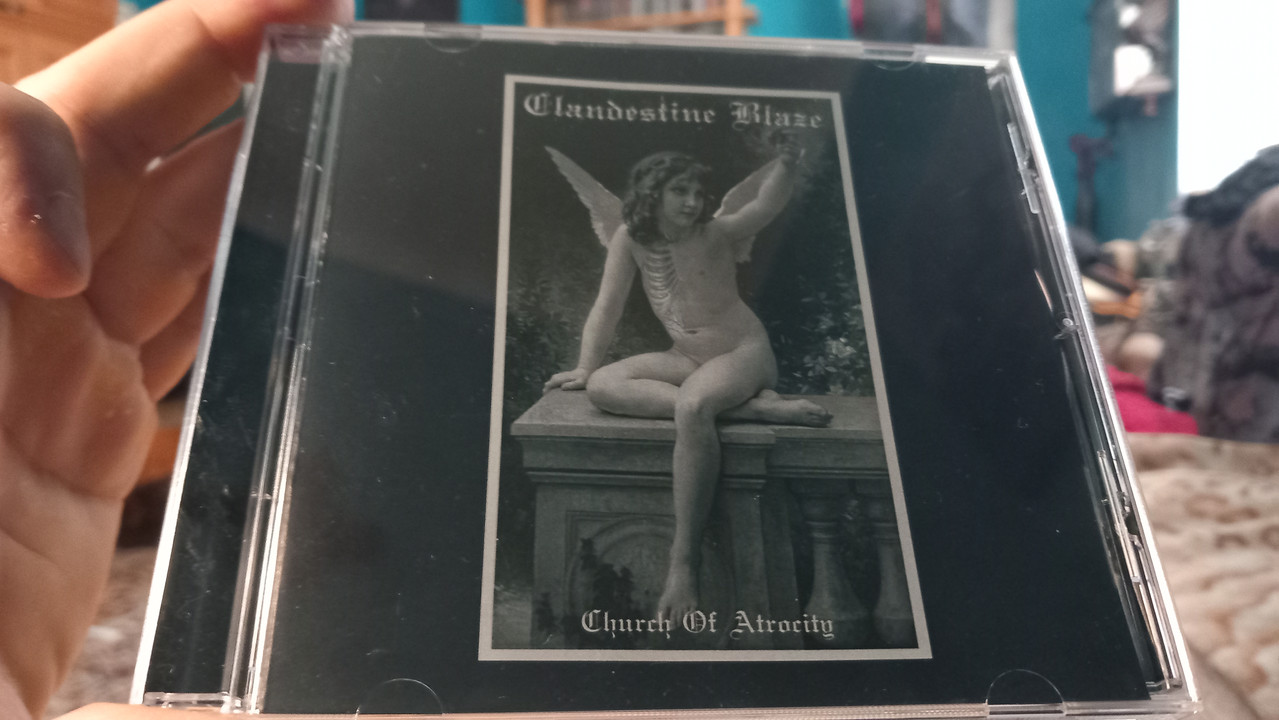 Clandestine Blaze
Church Of Atrocity